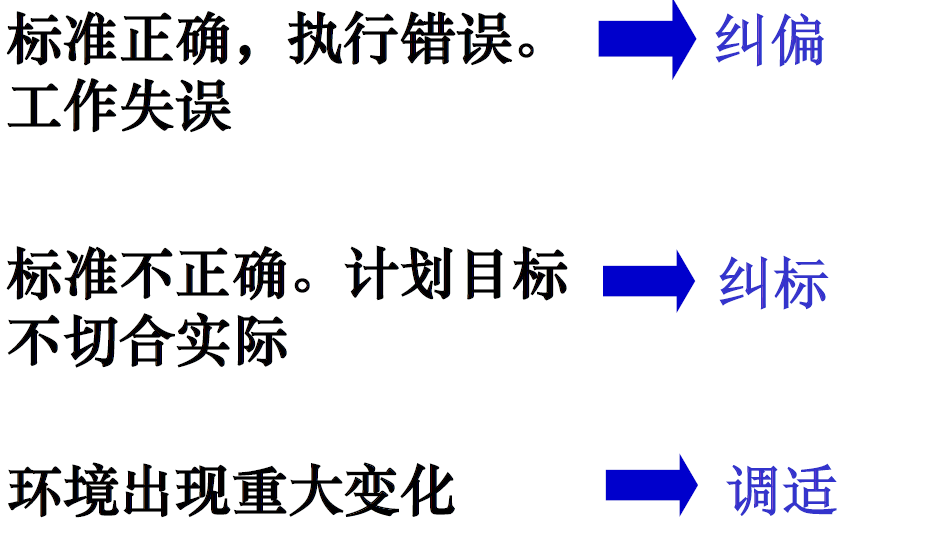 标准正确，执行错误。 纠偏
工作失误
标准不正确。计划目标 纠标
不切合实际
环境出现重大变化 调适